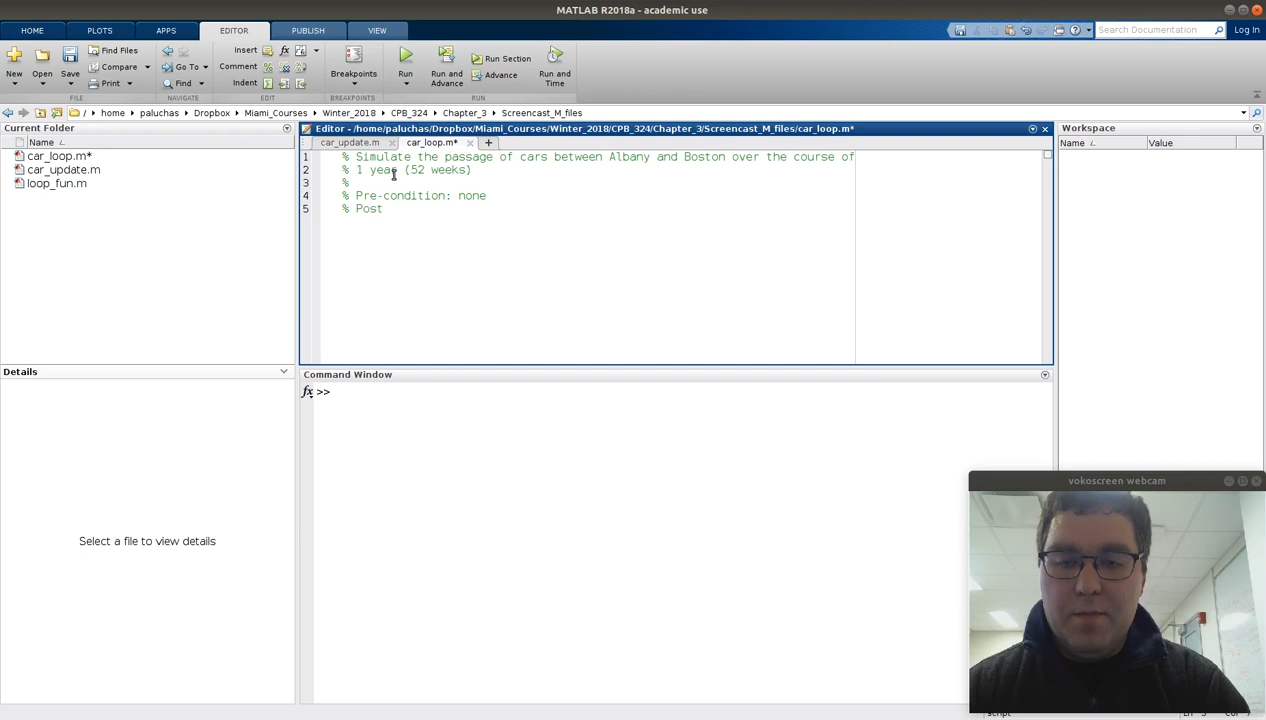 MATLAB R2018a - academic use
HOME PLOTS APPS EDITOR PUBLISH VIEW Search Documentation Log In
New Open Save Find Files Compare Print
Go To Find
Insert Comment Indent
fx
Breakpoints Run Run and Advance Run Section Advance Run and Time
FILE NAVIGATE EDIT BREAKPOINTS RUN
/ home paluchas Dropbox Miami_Courses Winter_2018 CPB_324 Chapter_3 Screencast_M_files
Current Folder
Name
car_loop.m*
car_update.m
loop_fun.m
Details
Select a file to view details
Editor - /home/paluchas/Dropbox/Miami_Courses/Winter_2018/CPB_324/Chapter_3/Screencast_M_files/car_loop.m*
car_update.m car_loop.m* +
1 % Simulate the passage of cars between Albany and Boston over the course of
2 % 1 year (52 weeks)
3 %
4 % Pre-condition: none
5 % Post
Command Window
fx >>
Workspace
Name Value
vokoscreen webcam